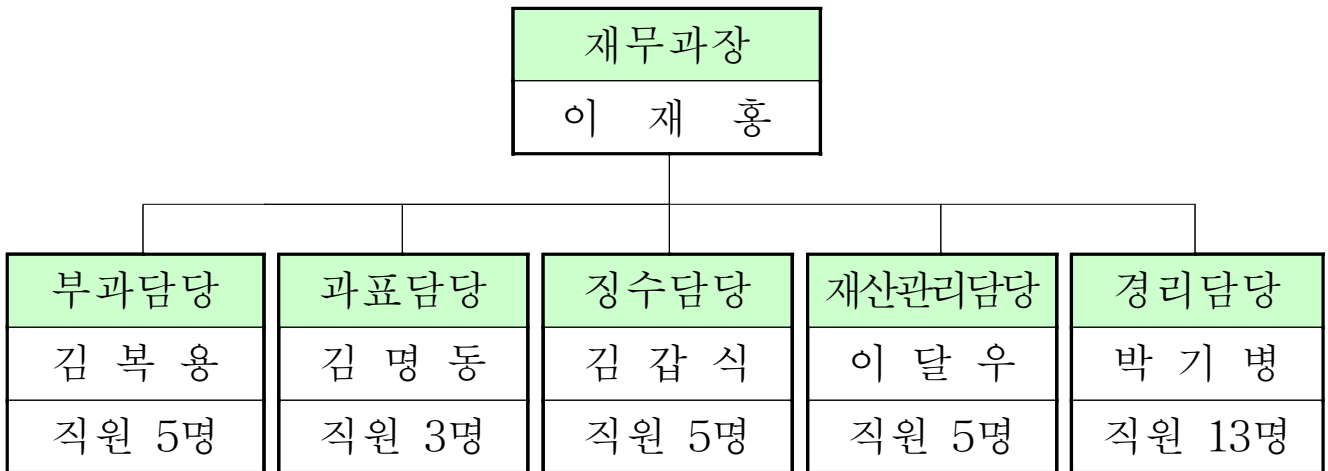 재무과장
이 재 홍
부과담당 과표담당 징수담당 재산관리담당 경리담당
김 복 용 김 명 동 김 갑 식 이 달 우 박 기 병
직원 5명 직원 3명 직원 5명 직원 5명 직원 13명